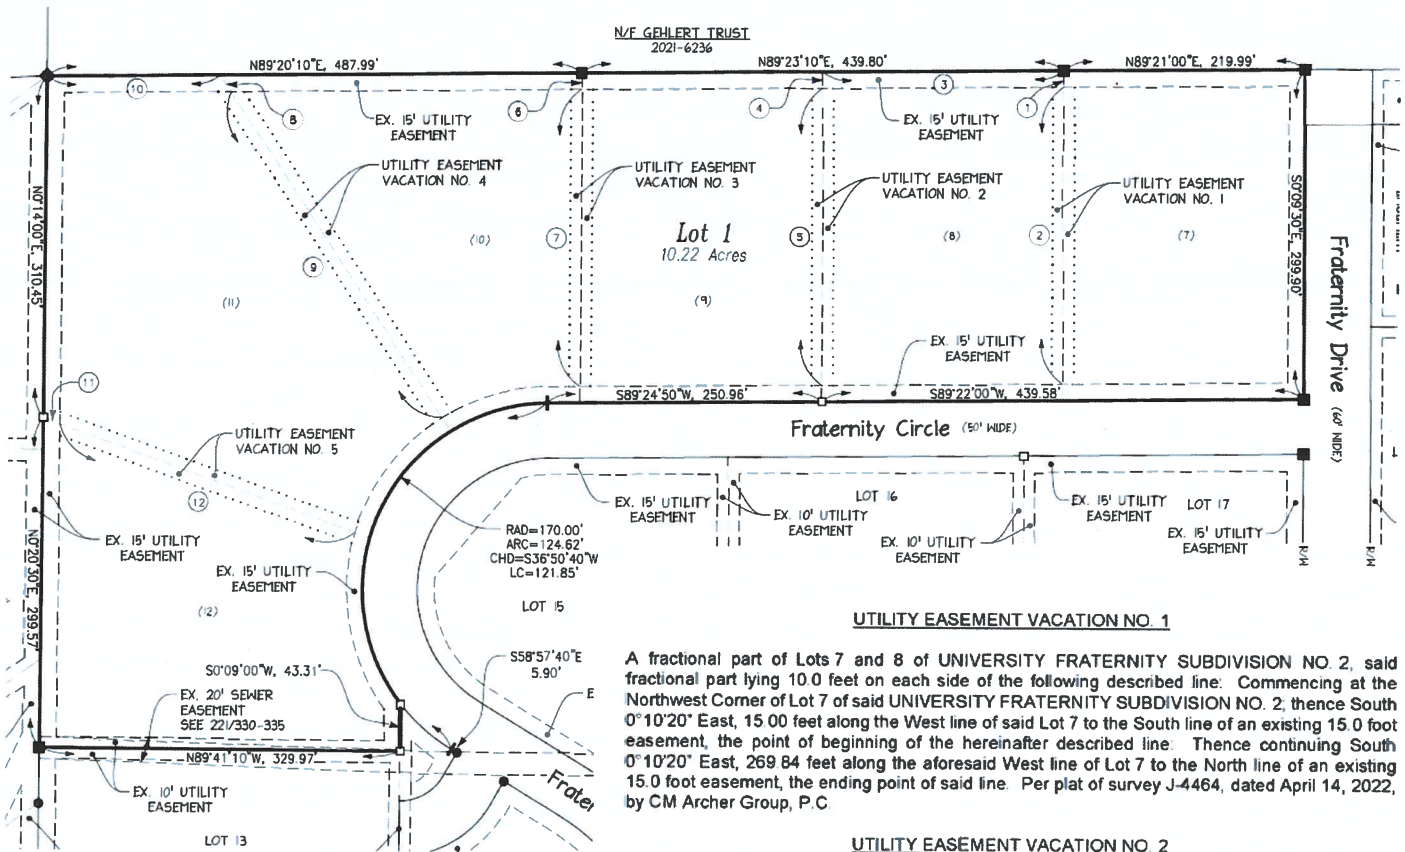 N/F GEHLERT TRUST
2021-6236
N89°20'10"E, 487.99'
N89°23'10"E, 439.80'
N89°21'00"E, 219.99'
10
8
6
4
3
1
EX. 15' UTILITY
EASEMENT
EX. 15' UTILITY
EASEMENT
UTILITY EASEMENT
VACATION NO. 4
UTILITY EASEMENT
VACATION NO. 3
UTILITY EASEMENT
VACATION NO. 2
UTILITY EASEMENT
VACATION NO. 1
N0°14'00"E, 310.45'
S0°09'30"E, 299.90'
Lot 1
10.22 Acres
(10)
7
5
(8)
2
(7)
9
(11)
(9)
Fraternity Drive (60' WIDE)
EX. 15' UTILITY
EASEMENT
11
S89°24'50"W, 250.96'
S89°22'00"W, 439.58'
Fraternity Circle (50' WIDE)
UTILITY EASEMENT
VACATION NO. 5
12
EX. 15' UTILITY
EASEMENT
LOT 16
EX. 10' UTILITY
EASEMENT
EX. 15' UTILITY
EASEMENT
LOT 17
EX. 10' UTILITY
EASEMENT
EX. 15' UTILITY
EASEMENT
R/W
R/W
EX. 15' UTILITY
EASEMENT
N0°20'30"E, 299.57'
RAD=170.00'
ARC=124.62'
CHD=S36°50'40"W
LC=121.85'
EX. 15' UTILITY
EASEMENT
LOT 15
(12)
S0°09'00"W, 43.31'
S58°57'40"E
5.90'
E
EX. 20' SEWER
EASEMENT
SEE 221/330-335
N89°41'10"W, 329.97'
EX. 10' UTILITY
EASEMENT
LOT 13
Frater
UTILITY EASEMENT VACATION NO. 1
A fractional part of Lots 7 and 8 of UNIVERSITY FRATERNITY SUBDIVISION NO. 2, said
fractional part lying 10.0 feet on each side of the following described line: Commencing at the
Northwest Corner of Lot 7 of said UNIVERSITY FRATERNITY SUBDIVISION NO. 2; thence South
0°10'20" East, 15.00 feet along the West line of said Lot 7 to the South line of an existing 15.0 foot
easement, the point of beginning of the hereinafter described line: Thence continuing South
0°10'20" East, 269.84 feet along the aforesaid West line of Lot 7 to the North line of an existing
15.0 foot easement, the ending point of said line. Per plat of survey J-4464, dated April 14, 2022,
by CM Archer Group, P.C.
UTILITY EASEMENT VACATION NO. 2